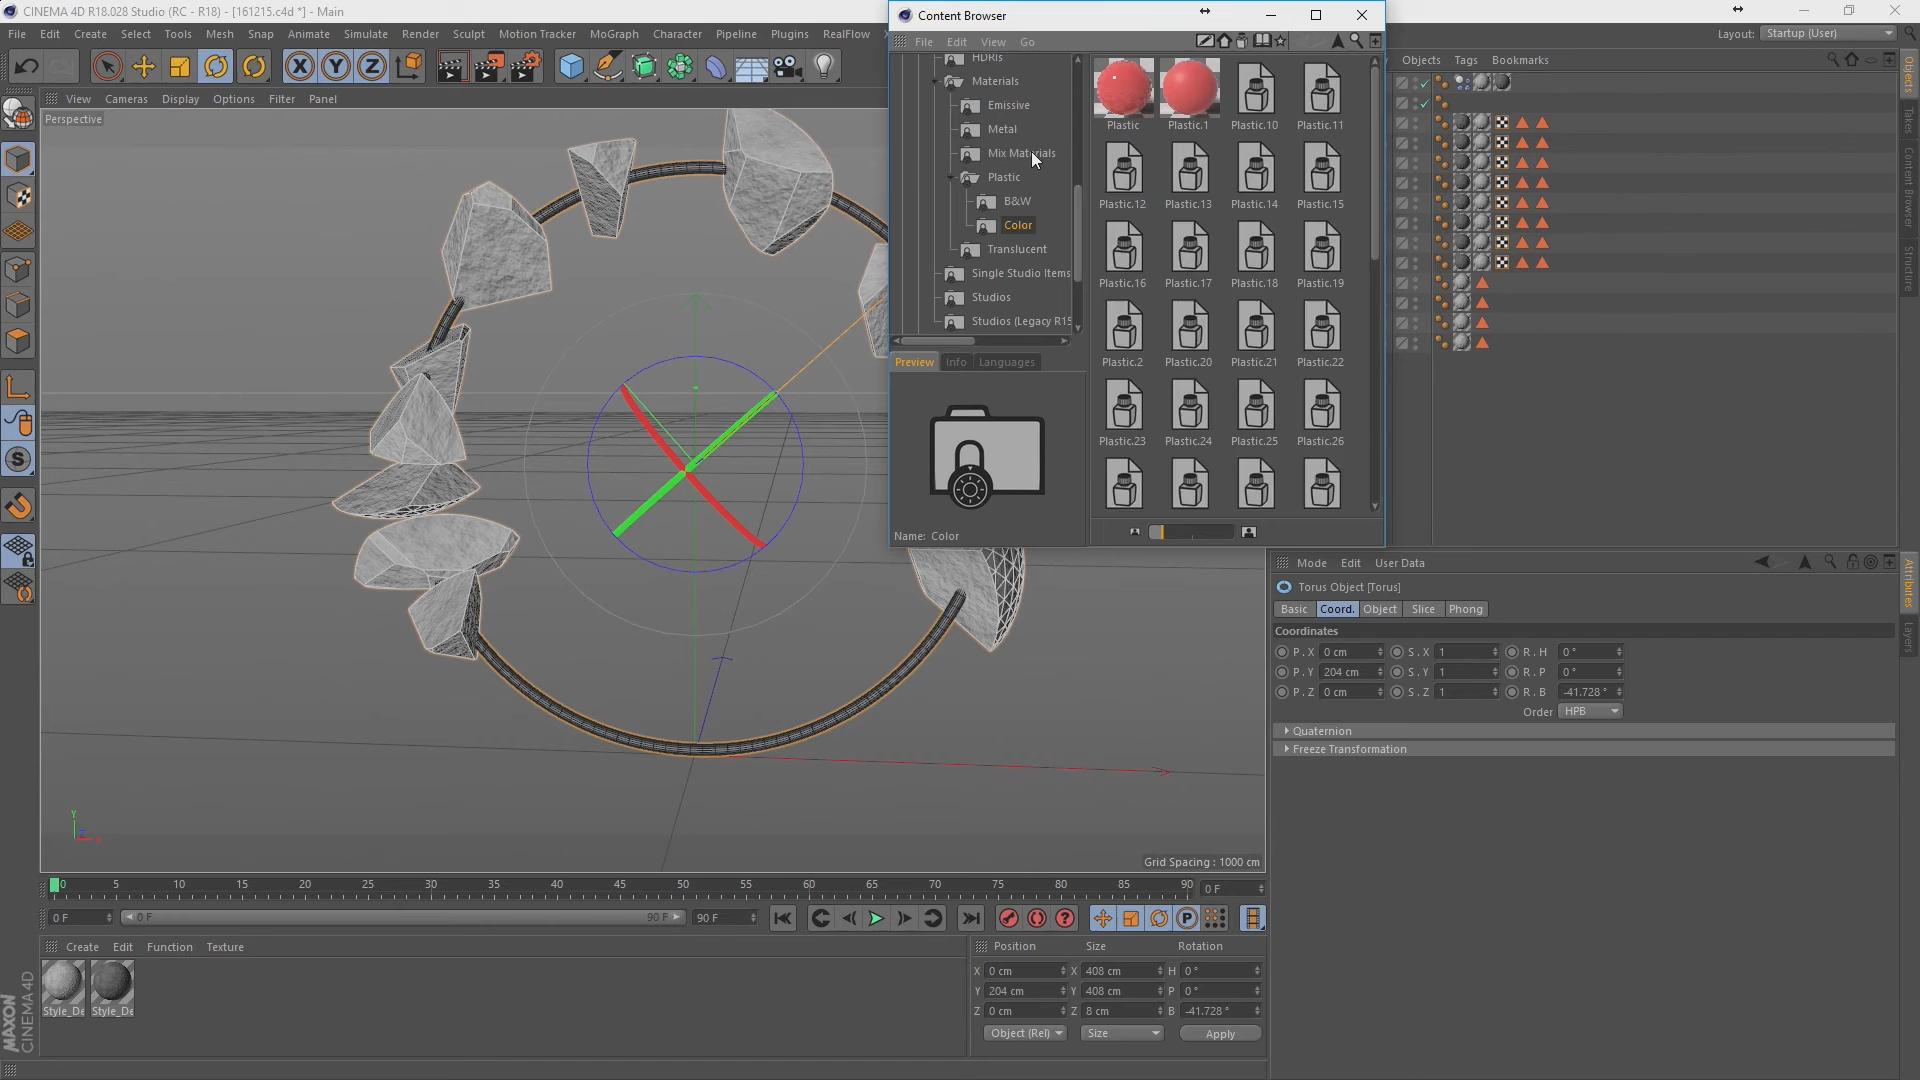 CINEMA 4D R18.028 Studio (RC - R18) - [161215.c4d *] - Main
File Edit Create Select Tools Mesh Snap Animate Simulate Render Sculpt Motion Tracker MoGraph Character Pipeline Plugins RealFlow
Layout: Startup (User)
View Cameras Display Options Filter Panel
Perspective
Grid Spacing : 1000 cm
Content Browser
File Edit View Go
HDRIs
Materials
Emissive
Metal
Mix Materials
Plastic
B&W
Color
Translucent
Single Studio Items
Studios
Studios (Legacy R15
Preview Info Languages
Name: Color
Plastic Plastic.1 Plastic.10 Plastic.11
Plastic.12 Plastic.13 Plastic.14 Plastic.15
Plastic.16 Plastic.17 Plastic.18 Plastic.19
Plastic.2 Plastic.20 Plastic.21 Plastic.22
Plastic.23 Plastic.24 Plastic.25 Plastic.26
Objects Tags Bookmarks
Objects
Takes
Content Browser
Structure
Mode Edit User Data
Torus Object [Torus]
Basic Coord. Object Slice Phong
Coordinates
P . X 0 cm S . X 1 R . H 0 °
P . Y 204 cm S . Y 1 R . P 0 °
P . Z 0 cm S . Z 1 R . B -41.728 °
Order HPB
Quaternion
Freeze Transformation
Attributes
Layers
0 5 10 15 20 25 30 35 40 45 50 55 60 65 70 75 80 85 90 0 F
0 F 0 F 90 F 90 F
Create Edit Function Texture
Style_De Style_De
Position Size Rotation
X 0 cm X 408 cm H 0 °
Y 204 cm Y 408 cm P 0 °
Z 0 cm Z 8 cm B -41.728 °
Object (Rel) Size Apply
MAXON
CINEMA 4D